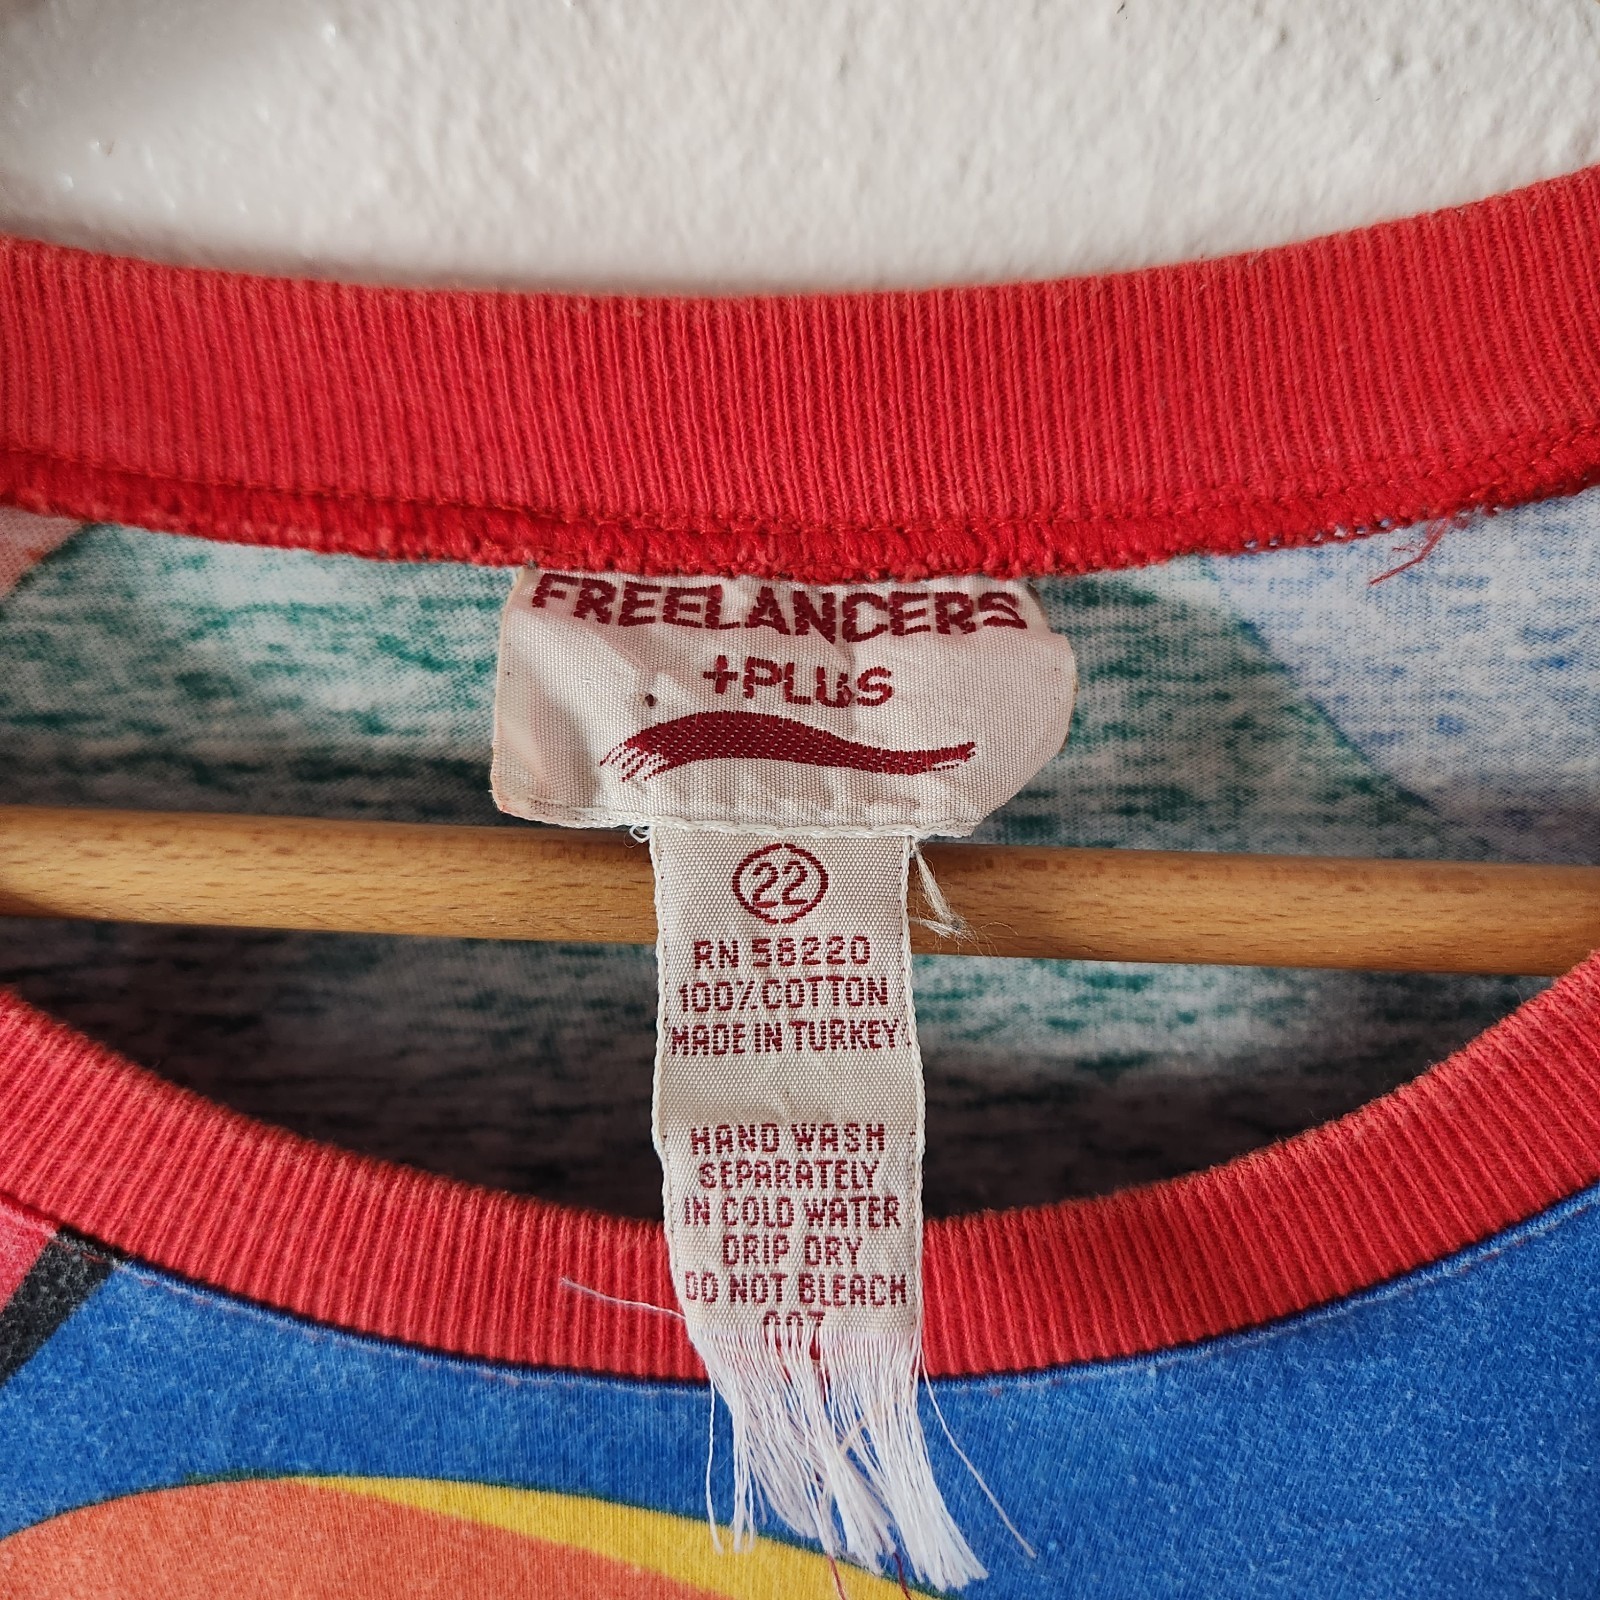 FREELANCERS
+PLUS
22
RN 56220
100% COTTON
MADE IN TURKEY
HAND WASH
SEPARATELY
IN COLD WATER
DRIP DRY
DO NOT BLEACH